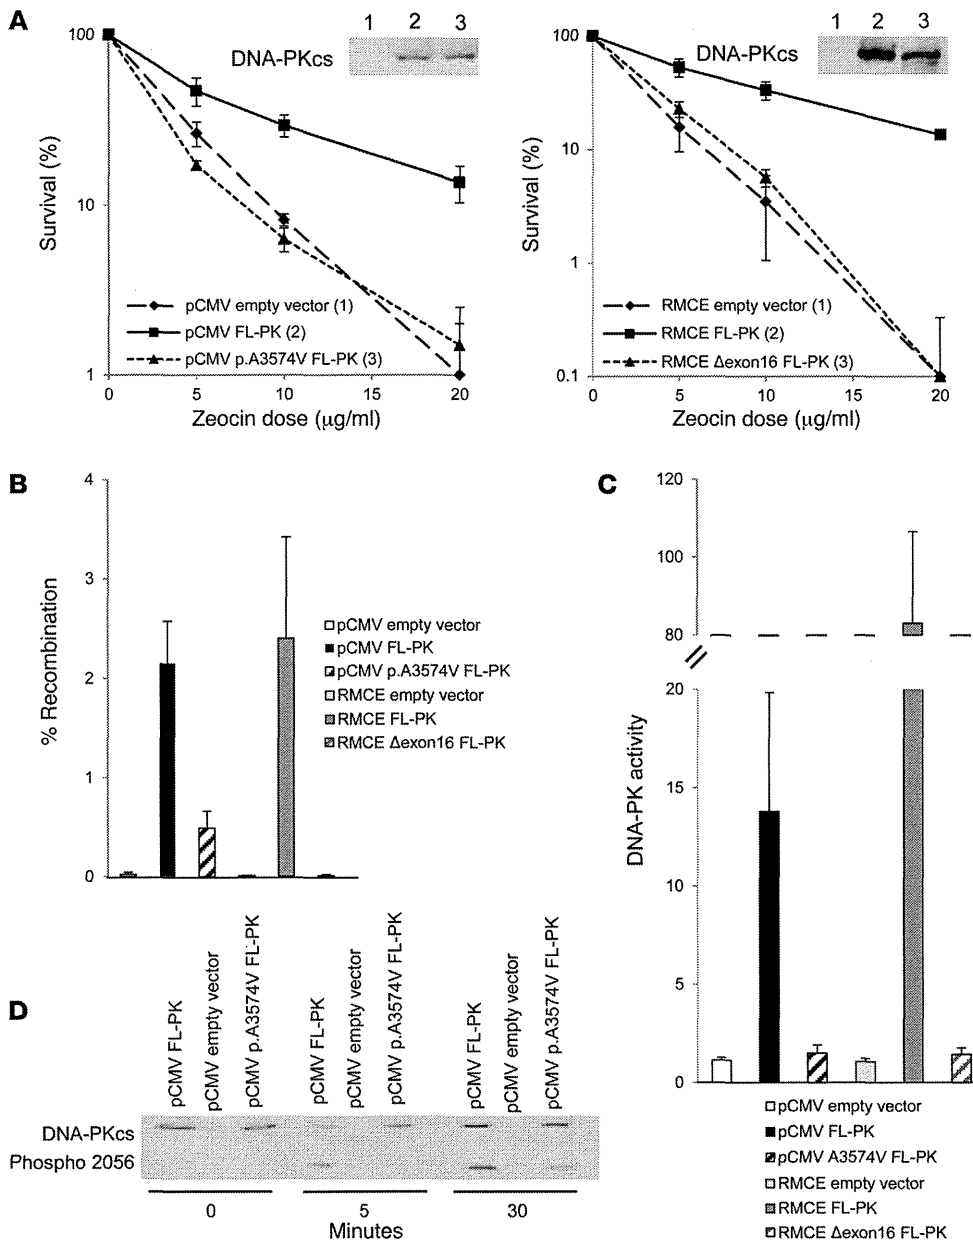 A
1 2 3
DNA-PKcs
100
10
1
Survival (%)
pCMV empty vector (1)
pCMV FL-PK (2)
pCMV p.A3574V FL-PK (3)
0 5 10 15 20
Zeocin dose (μg/ml)
1 2 3
DNA-PKcs
100
10
1
0.1
Survival (%)
RMCE empty vector (1)
RMCE FL-PK (2)
RMCE Δexon16 FL-PK (3)
0 5 10 15 20
Zeocin dose (μg/ml)
B
4
3
2
1
0
% Recombination
pCMV empty vector
pCMV FL-PK
pCMV p.A3574V FL-PK
RMCE empty vector
RMCE FL-PK
RMCE Δexon16 FL-PK
C
120
100
80
20
15
10
5
0
DNA-PK activity
pCMV empty vector
pCMV FL-PK
pCMV A3574V FL-PK
RMCE empty vector
RMCE FL-PK
RMCE Δexon16 FL-PK
D
pCMV FL-PK
pCMV empty vector
pCMV p.A3574V FL-PK
pCMV FL-PK
pCMV empty vector
pCMV p.A3574V FL-PK
pCMV FL-PK
pCMV empty vector
pCMV p.A3574V FL-PK
DNA-PKcs
Phospho 2056
0 5 30
Minutes